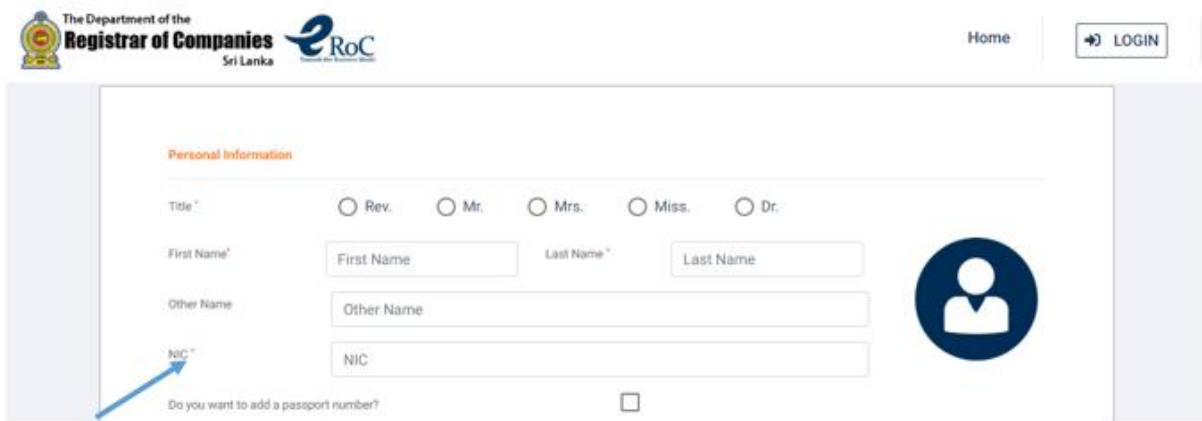 The Department of the
Registrar of Companies
Sri Lanka
eRoC
Home
LOGIN
Personal Information
Title *
Rev. Mr. Mrs. Miss. Dr.
First Name* First Name Last Name * Last Name
Other Name Other Name
NIC * NIC
Do you want to add a passport number?